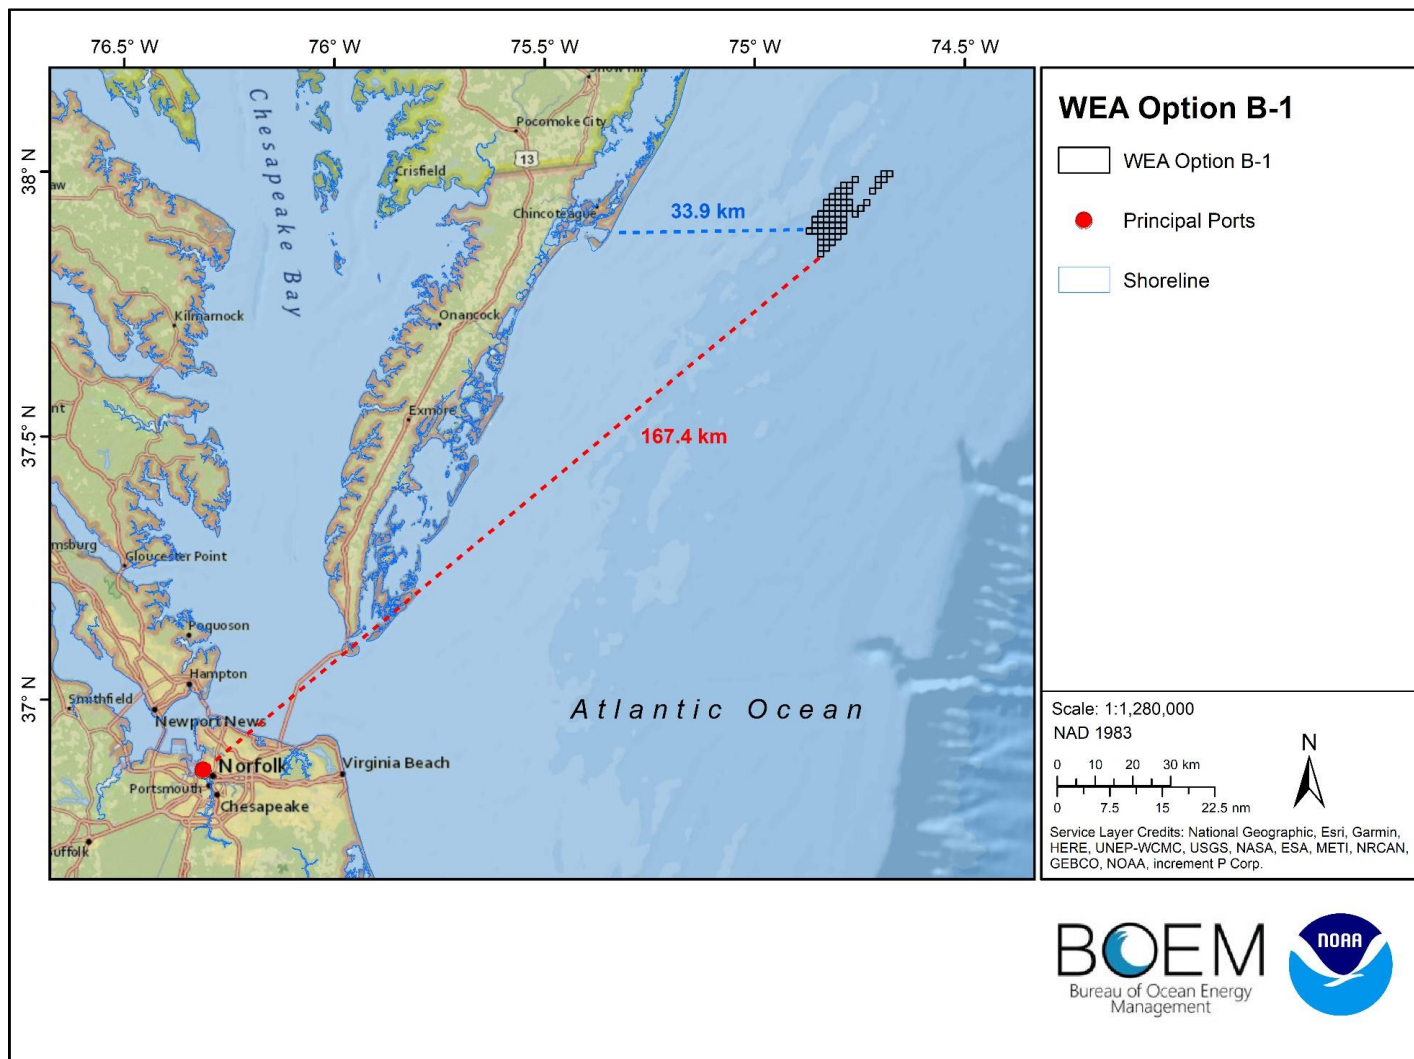 76.5° W
76° W
75.5° W
75° W
74.5° W
38° N
37.5° N
37° N
Chesapeake Bay
Pocomoke City
13
Crisfield
Chincoteague
33.9 km
Kilmarnock
Onancock
Exmore
167.4 km
Gloucester Point
Poquoson
Hampton
Smithfield
Newport News
Norfolk
Virginia Beach
Portsmouth
Chesapeake
Atlantic Ocean
WEA Option B-1
WEA Option B-1
Principal Ports
Shoreline
Scale: 1:1,280,000
NAD 1983
0 10 20 30 km
0 7.5 15 22.5 nm
N
Service Layer Credits: National Geographic, Esri, Garmin,
HERE, UNEP-WCMC, USGS, NASA, ESA, METI, NRCAN,
GEBCO, NOAA, increment P Corp.
BOEM
Bureau of Ocean Energy
Management
NOAA